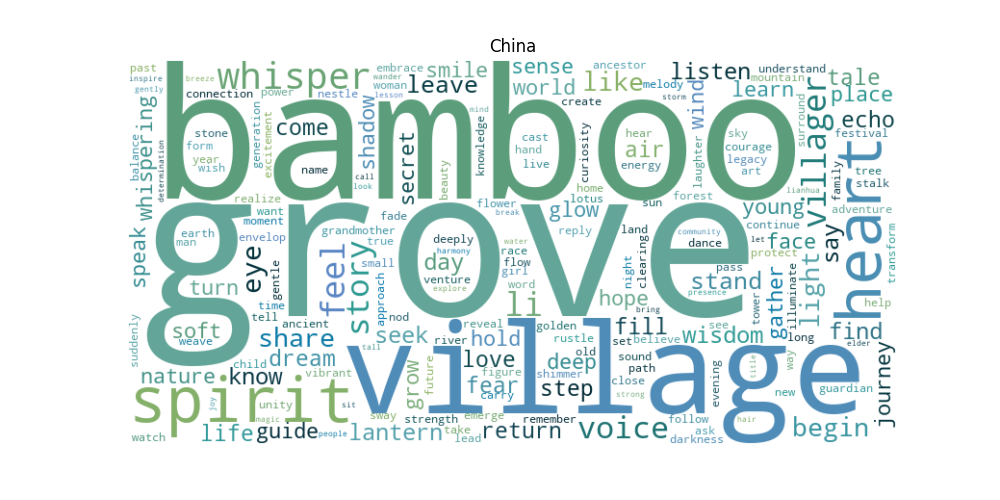 China
past
inspire
gently
breeze
whisper
embrace
wander
woman
lesson
ancestor
smile
sense
listen
understand
mountain
tale
connection
power
nestle
leave
world
like
melody
storm
learn
place
bamboo
balance
determination
whispering
stone
form
year
wish
generation
excitement
come
name
shadow
call
look
secret
beauty
knowledge
mind
create
cast
hand
live
curiosity
hear
air
energy
laughter
wind
sky
courage
legacy
art
surround
villager
echo
festival
tree
stalk
family
lianhua
adventure
heart
realize
want
moment
fade
flower
break
lotus
home
sun
forest
young
continue
grove
speak
earth
man
envelop
eye
gentle
grandmother
true
feel
story
small
approach
deeply
harmony
day
venture
explore
water
race
flow
girl
glow
reply
land
night
clearing
community
dance
let
face
say
protect
transform
turn
time
tell
li
word
hope
bring
pass
stand
presence
tower
gather
illuminate
light
long
help
suddenly
soft
weave
ancient
share
nod
seek
river
reveal
hold
golden
rustle
set
fill
believe
wisdom
see
find
elder
journey
nature
child
know
dream
vibrant
tall
village
love
old
deep
sound
path
figure
shimmer
fear
carry
step
close
strong
evening
title
way
new
guardian
spirit
joy
unity
magic
sit
sway
grow
future
strength
emerge
remember
follow
hair
watch
life
guide
people
lantern
take
lead
return
voice
ask
darkness
begin